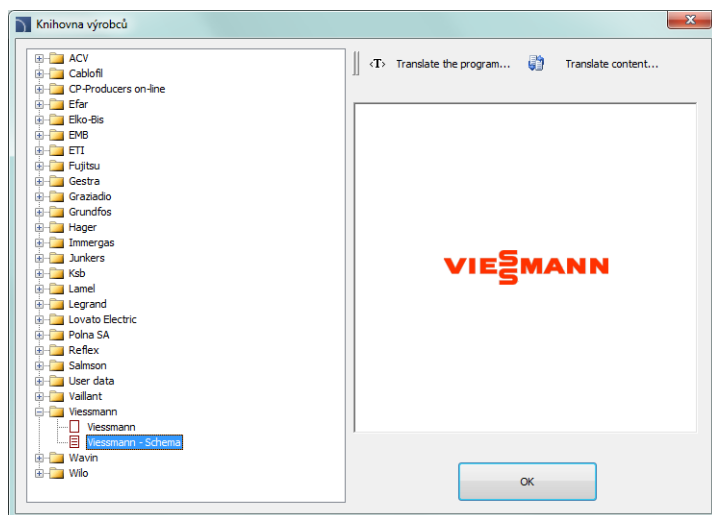 Knihovna výrobců
ACV
Cablofil
CP-Producers on-line
Efar
Elko-Bis
EMB
ETI
Fujitsu
Gestra
Graziadio
Grundfos
Hager
Immergas
Junkers
Ksb
Lamel
Legrand
Lovato Electric
Polna SA
Reflex
Salmson
User data
Vaillant
Viessmann
Viessmann
Viessmann - Schema
Wavin
Wilo
<T> Translate the program... Translate content...
VIESSMANN
OK